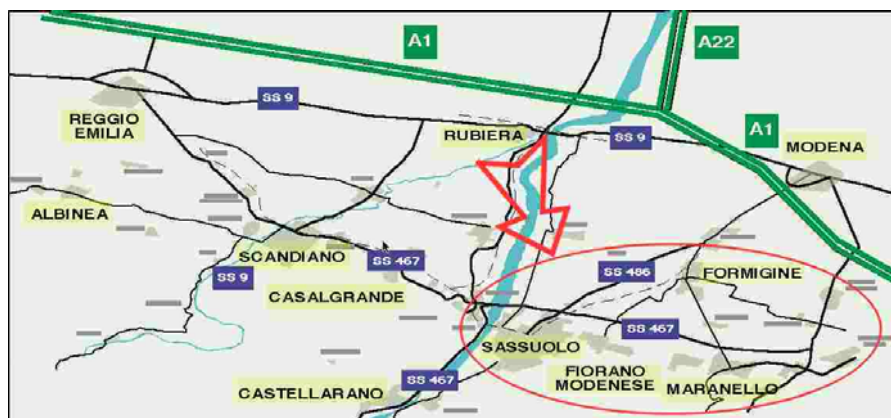 A1
A22
SS 9
REGGIO
EMILIA
RUBIERA
SS 9
A1
MODENA
ALBINEA
SCANDIANO
SS 9
SS 467
CASALGRANDE
SS 486
FORMIGINE
SS 467
SASSUOLO
FIORANO
MODENESE
MARANELLO
CASTELLARANO
SS 467